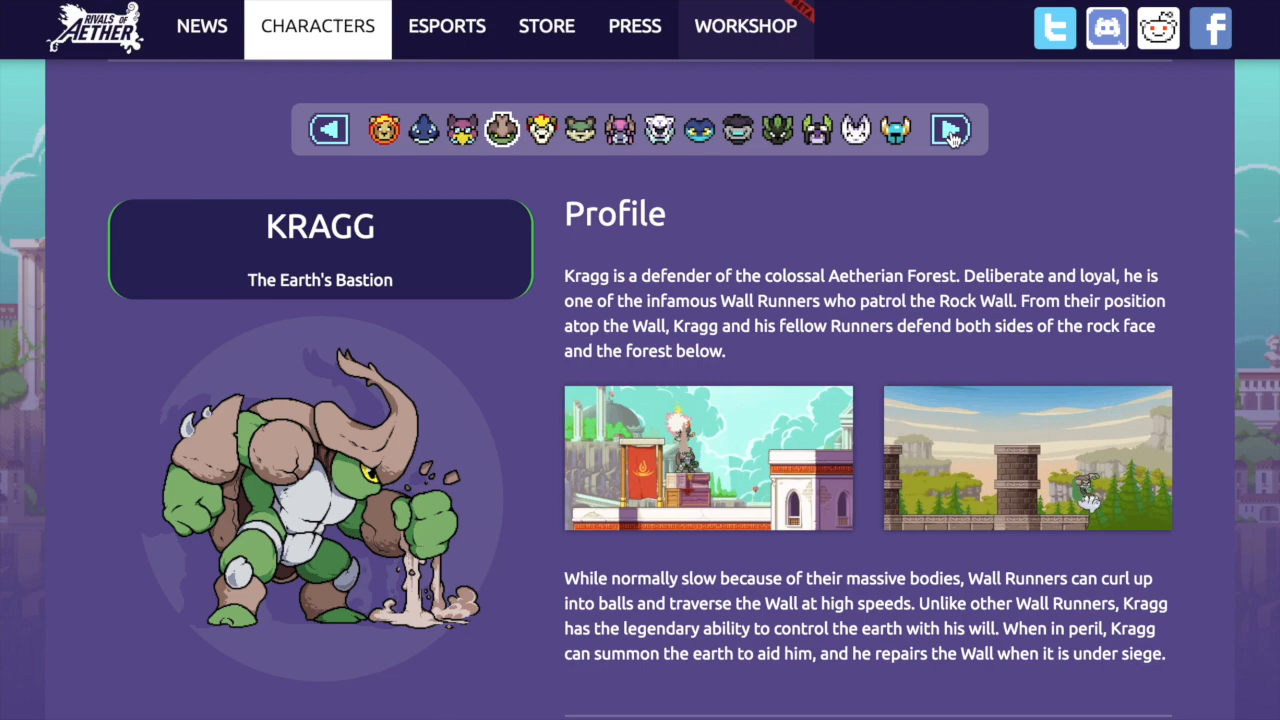 RIVALS OF
AETHER
NEWS
CHARACTERS
ESPORTS
STORE
PRESS
WORKSHOP
BETA
KRAGG
The Earth's Bastion
Profile
Kragg is a defender of the colossal Aetherian Forest. Deliberate and loyal, he is
one of the infamous Wall Runners who patrol the Rock Wall. From their position
atop the Wall, Kragg and his fellow Runners defend both sides of the rock face
and the forest below.
While normally slow because of their massive bodies, Wall Runners can curl up
into balls and traverse the Wall at high speeds. Unlike other Wall Runners, Kragg
has the legendary ability to control the earth with his will. When in peril, Kragg
can summon the earth to aid him, and he repairs the Wall when it is under siege.